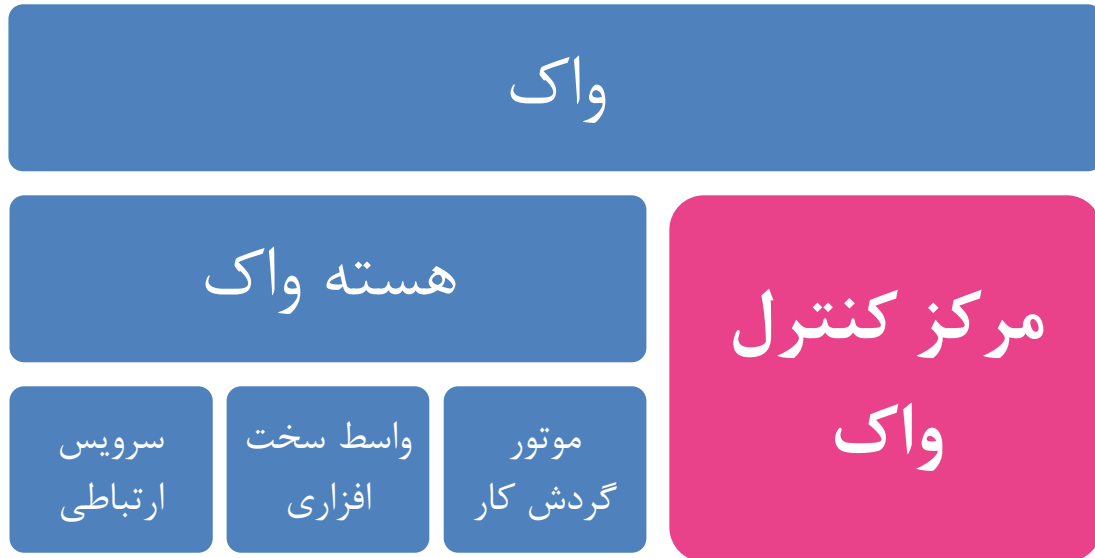 واک
مرکز کنترل
واک
هسته واک
موتور
گردش کار
واسط سخت
افزاری
سرویس
ارتباطی